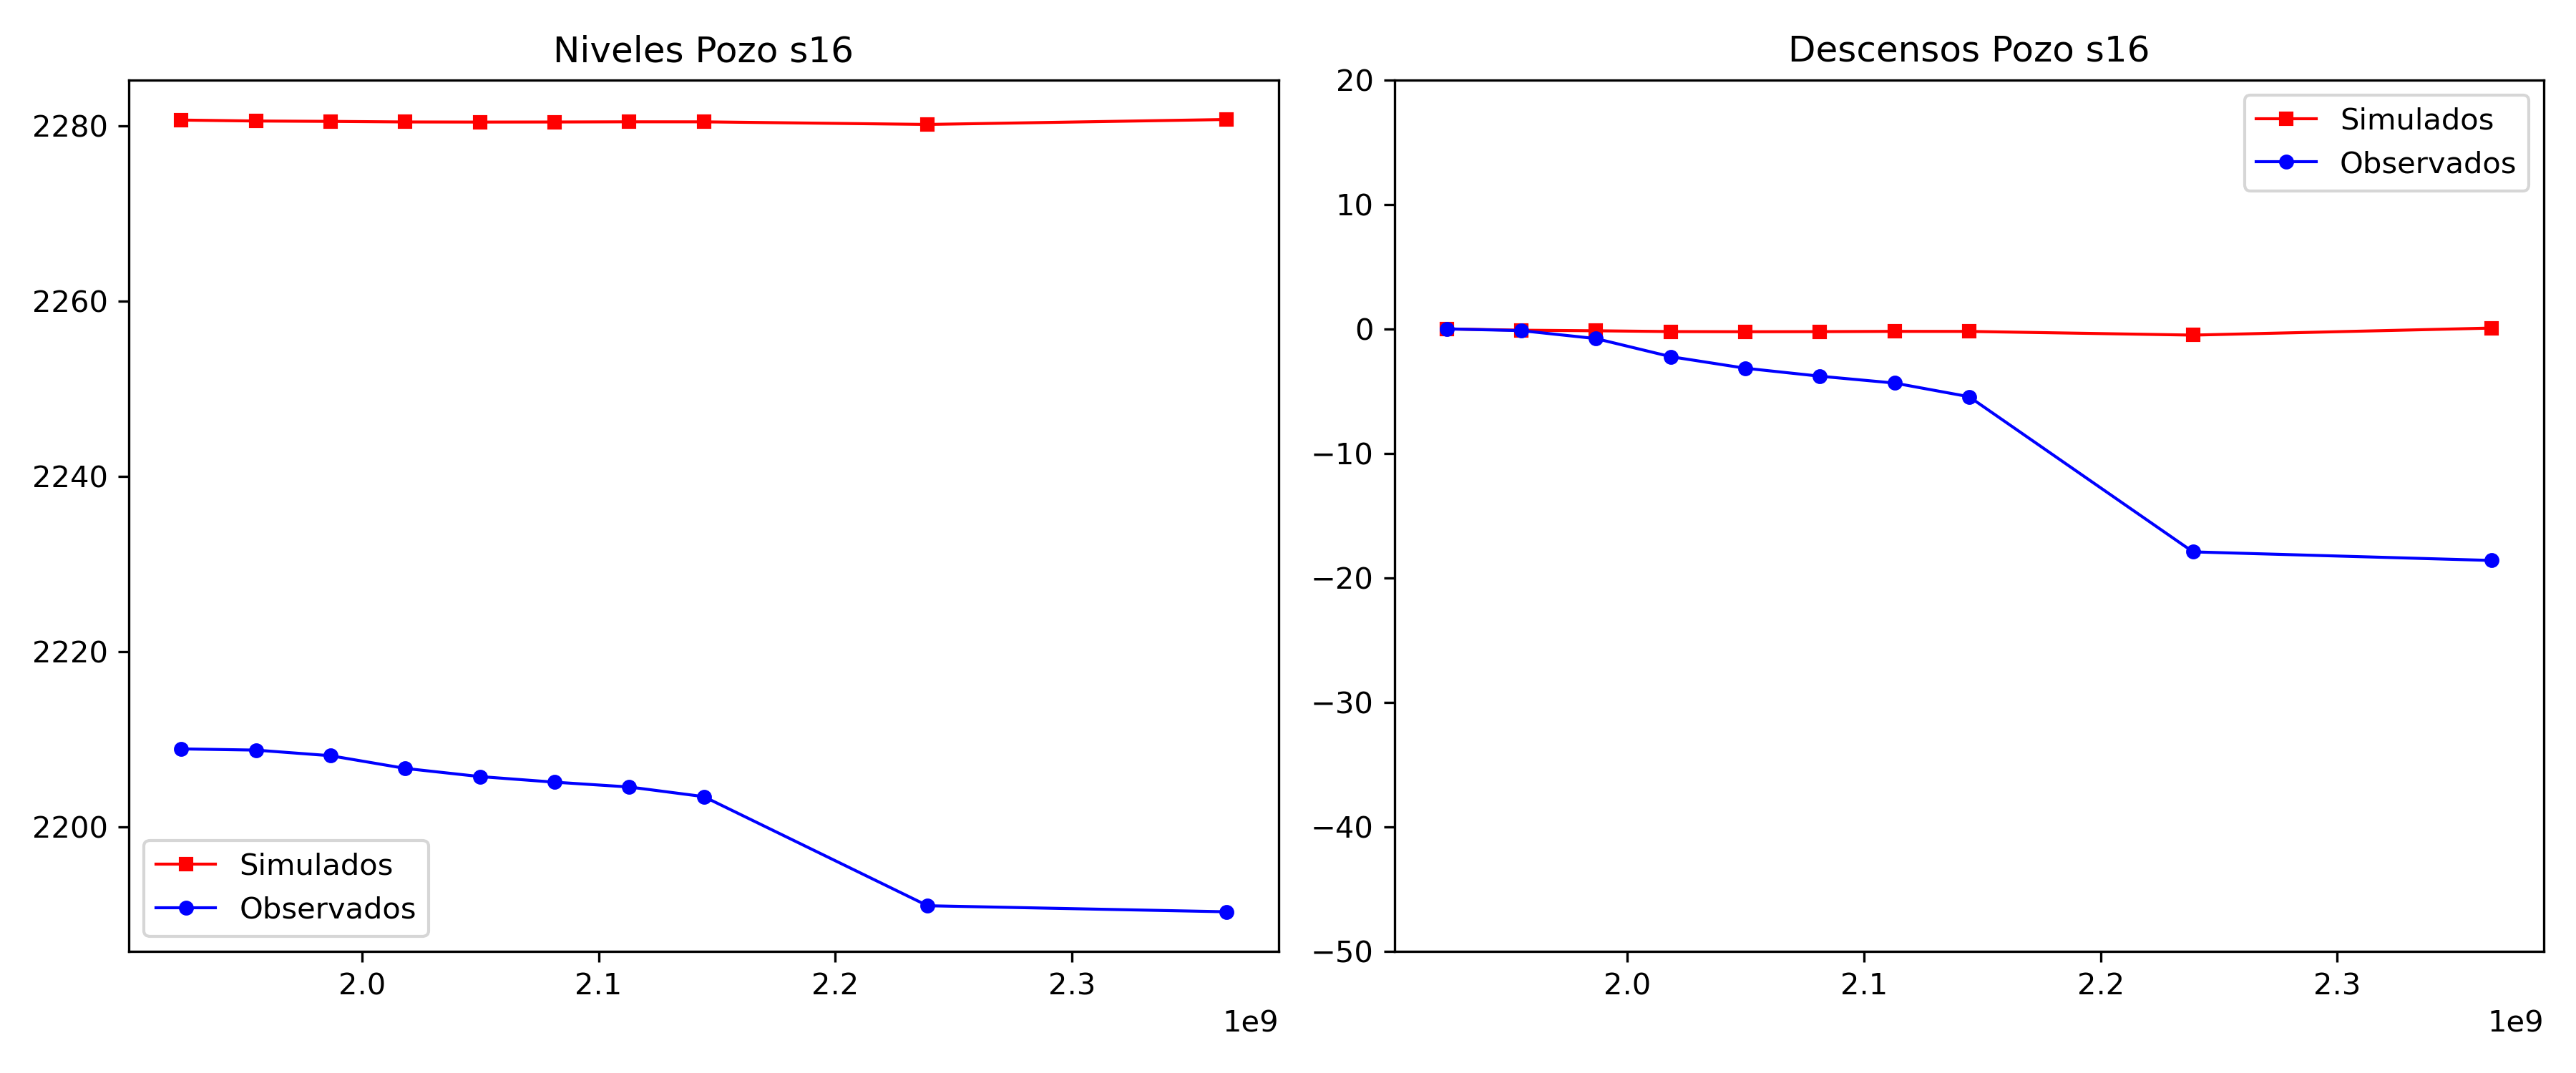 Niveles Pozo s16
2280
2260
2240
2220
2200
Simulados
Observados
2.0 2.1 2.2 2.3
1e9
Descensos Pozo s16
20
10
0
−10
−20
−30
−40
−50
Simulados
Observados
2.0 2.1 2.2 2.3
1e9